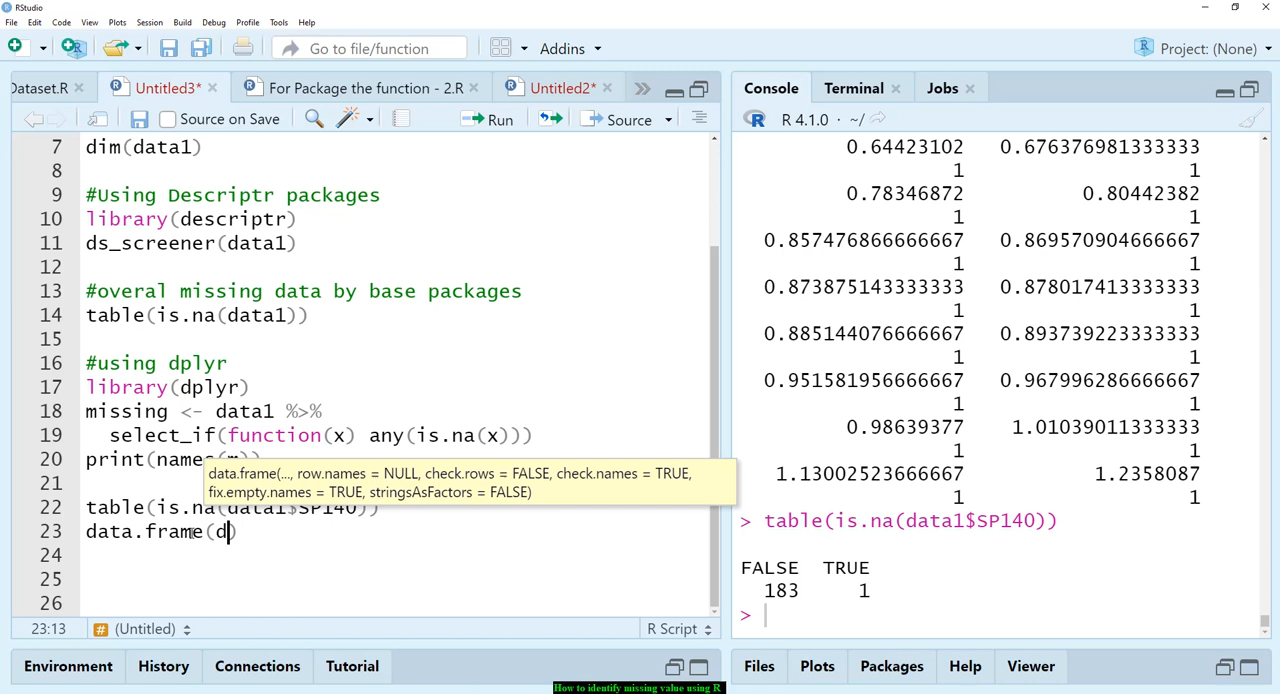 RStudio
File Edit Code View Plots Session Build Debug Profile Tools Help
Go to file/function Addins Project: (None)
Dataset.R Untitled3* For Package the function - 2.R Untitled2*
Source on Save Run Source
7 dim(data1)
8
9 #Using Descriptr packages
10 library(descriptr)
11 ds_screener(data1)
12
13 #overal missing data by base packages
14 table(is.na(data1))
15
16 #using dplyr
17 library(dplyr)
18 missing <- data1 %>%
19 select_if(function(x) any(is.na(x)))
20 print(names(m))
data.frame(..., row.names = NULL, check.rows = FALSE, check.names = TRUE,
fix.empty.names = TRUE, stringsAsFactors = FALSE)
21
22 table(is.na(data1$SP140))
23 data.frame(d)
24
25
26
23:13 (Untitled) R Script
Environment History Connections Tutorial
Console Terminal Jobs
R 4.1.0 · ~/
0.64423102 0.676376981333333
1 1
0.78346872 0.80442382
1 1
0.857476866666667 0.869570904666667
1 1
0.873875143333333 0.878017413333333
1 1
0.885144076666667 0.893739223333333
1 1
0.951581956666667 0.967996286666667
1 1
0.98639377 1.01039011333333
1 1
1.13002523666667 1.2358087
1 1
> table(is.na(data1$SP140))
FALSE TRUE
183 1
>
Files Plots Packages Help Viewer
How to identify missing value using R